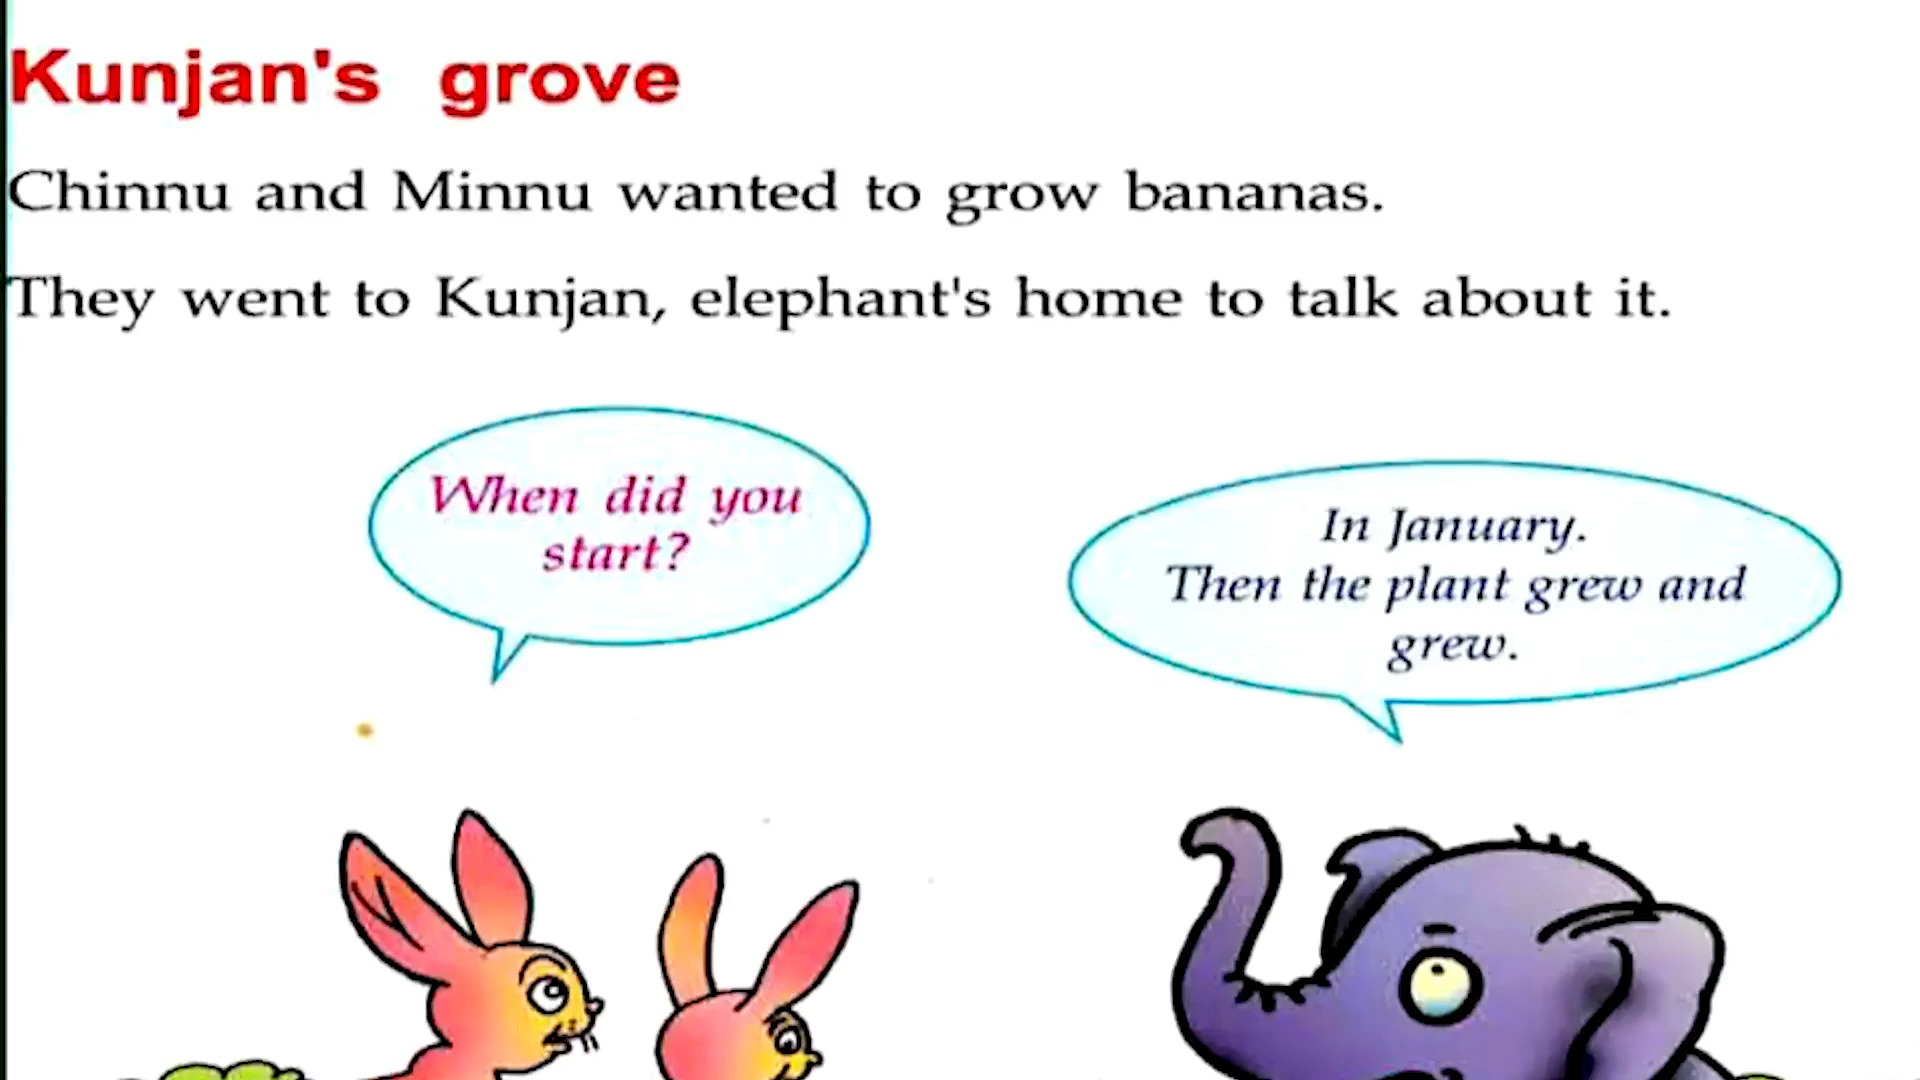 Kunjan's grove
Chinnu and Minnu wanted to grow bananas.
They went to Kunjan, elephant's home to talk about it.
When did you
start?
In January.
Then the plant grew and
grew.